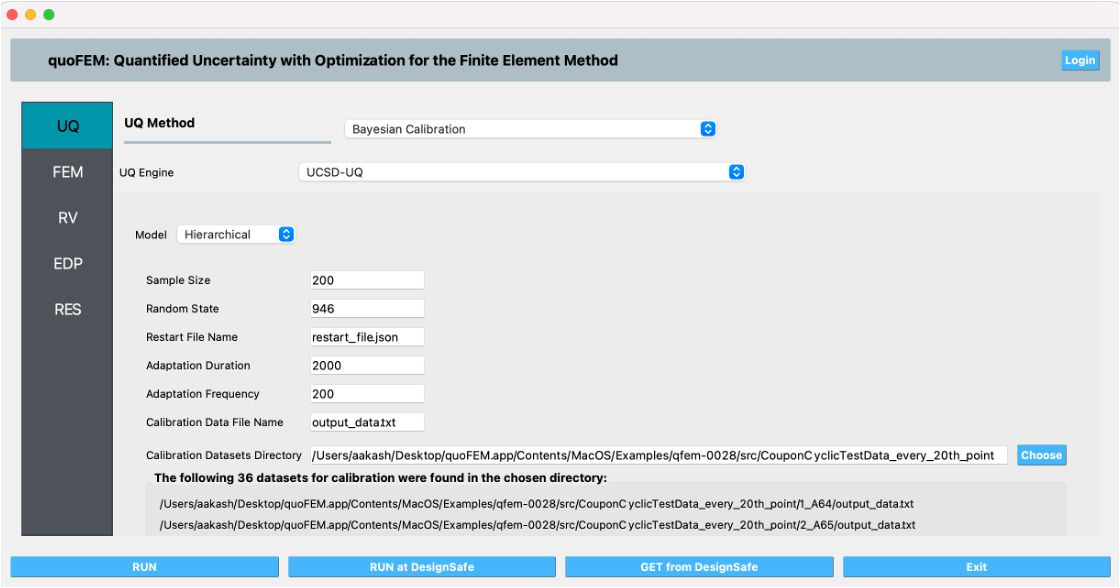 quoFEM: Quantified Uncertainty with Optimization for the Finite Element Method
Login
UQ
FEM
RV
EDP
RES
UQ Method
Bayesian Calibration
UQ Engine
UCSD-UQ
Model
Hierarchical
Sample Size
200
Random State
946
Restart File Name
restart_file.json
Adaptation Duration
2000
Adaptation Frequency
200
Calibration Data File Name
output_data.txt
Calibration Datasets Directory
/Users/aakash/Desktop/quoFEM.app/Contents/MacOS/Examples/qfem-0028/src/CouponCyclicTestData_every_20th_point
Choose
The following 36 datasets for calibration were found in the chosen directory:
/Users/aakash/Desktop/quoFEM.app/Contents/MacOS/Examples/qfem-0028/src/CouponCyclicTestData_every_20th_point/1_A64/output_data.txt
/Users/aakash/Desktop/quoFEM.app/Contents/MacOS/Examples/qfem-0028/src/CouponCyclicTestData_every_20th_point/2_A65/output_data.txt
RUN
RUN at DesignSafe
GET from DesignSafe
Exit